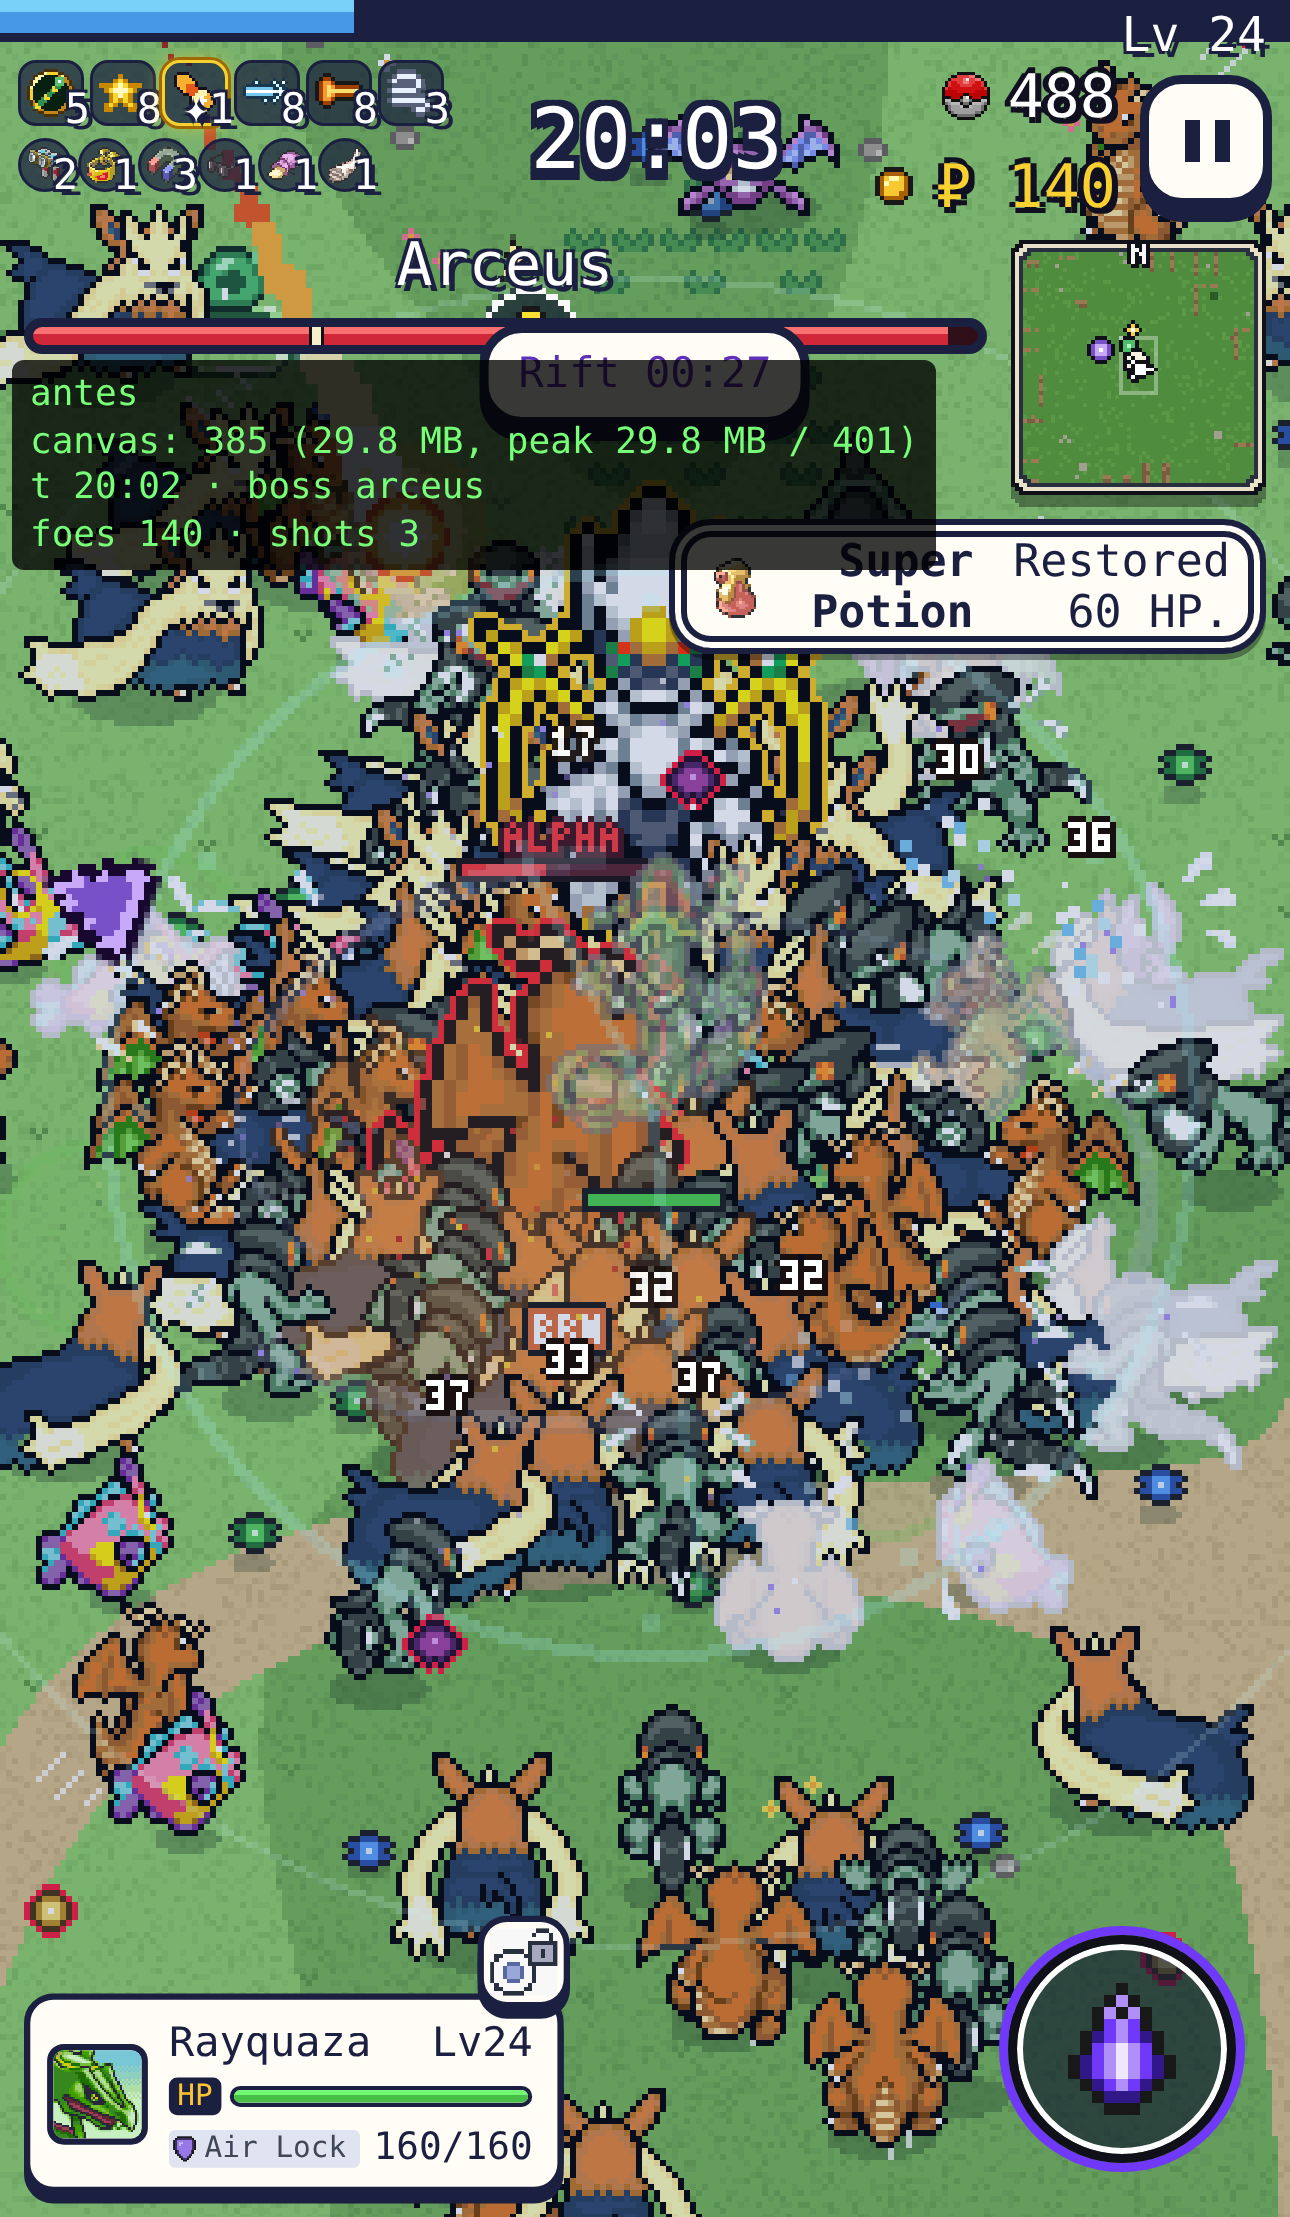 Lv 24
5 8 1 8 8 3
20:03
488
2 1 3 1 1 1
₽ 140
Arceus
N
Rift 00:27
antes
canvas: 385 (29.8 MB, peak 29.8 MB / 401)
t 20:02 · boss arceus
foes 140 · shots 3
Super Potion
Restored 60 HP.
17
30
36
ALPHA
32
32
BRN
33
37
37
Rayquaza Lv24
HP
Air Lock 160/160